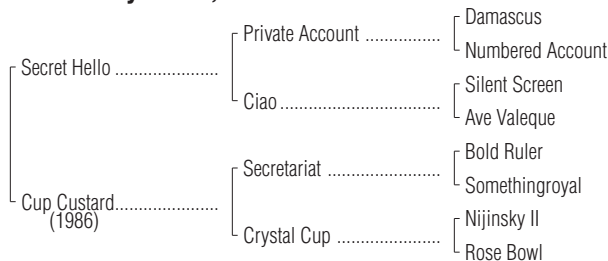 Damascus
Private Account
Numbered Account
Secret Hello
Silent Screen
Ciao
Ave Valeque
Bold Ruler
Secretariat
Somethingroyal
Cup Custard
(1986)
Nijinsky II
Crystal Cup
Rose Bowl